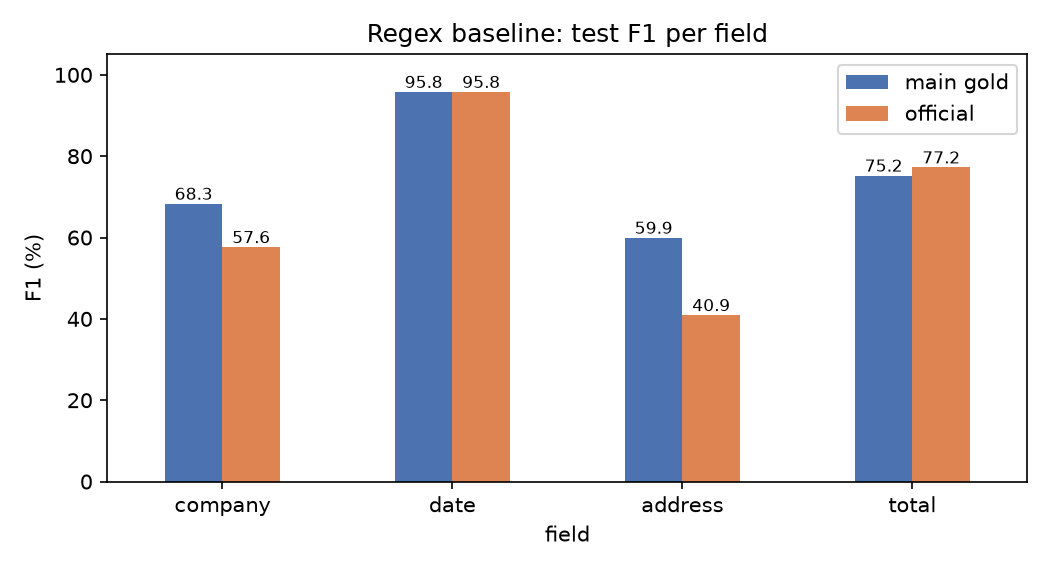 Regex baseline: test F1 per field
main gold
official
F1 (%)
100
80
60
40
20
0
68.3
57.6
95.8
95.8
59.9
40.9
75.2
77.2
company
date
address
total
field